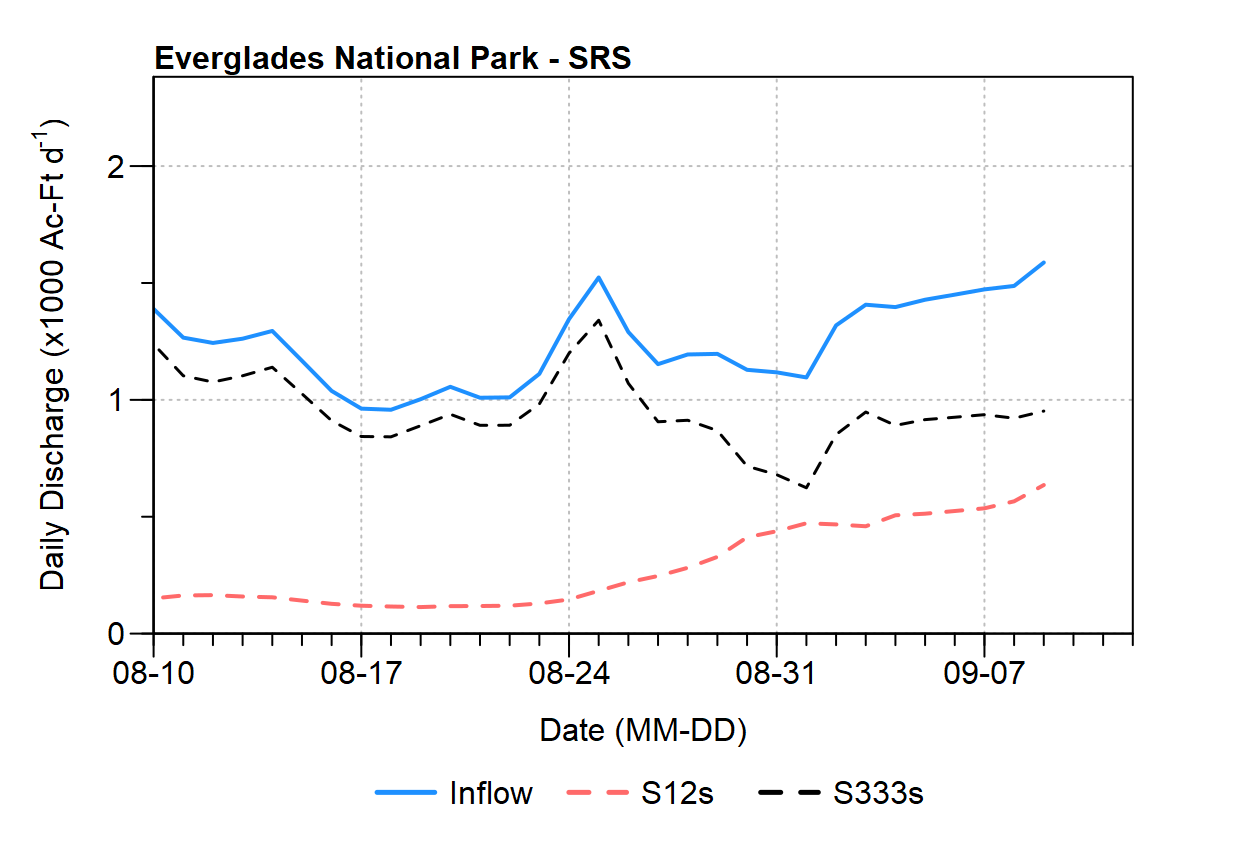 Everglades National Park - SRS
Daily Discharge (x1000 Ac-Ft d⁻¹)
2
1
0
08-10 08-17 08-24 08-31 09-07
Date (MM-DD)
Inflow S12s S333s